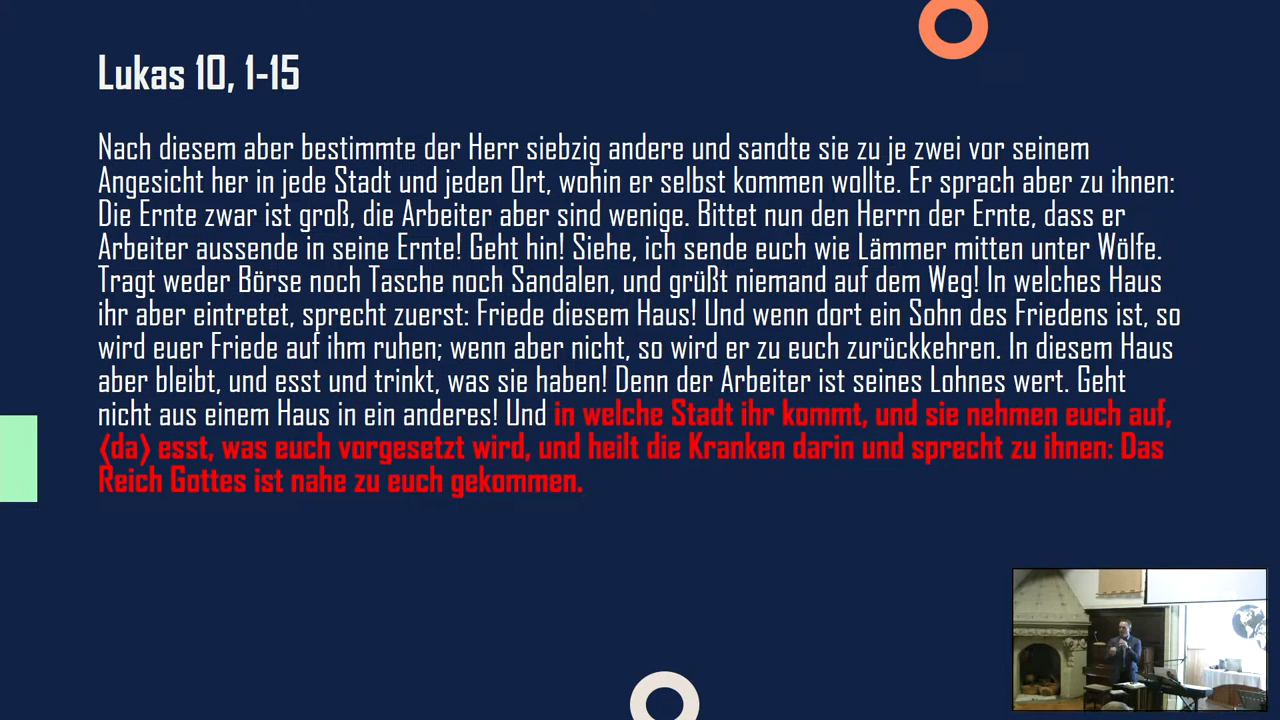 Lukas 10, 1-15
Nach diesem aber bestimmte der Herr siebzig andere und sandte sie zu je zwei vor seinem
Angesicht her in jede Stadt und jeden Ort, wohin er selbst kommen wollte. Er sprach aber zu ihnen:
Die Ernte zwar ist groß, die Arbeiter aber sind wenige. Bittet nun den Herrn der Ernte, dass er
Arbeiter aussende in seine Ernte! Geht hin! Siehe, ich sende euch wie Lämmer mitten unter Wölfe.
Tragt weder Börse noch Tasche noch Sandalen, und grüßt niemand auf dem Weg! In welches Haus
ihr aber eintretet, sprecht zuerst: Friede diesem Haus! Und wenn dort ein Sohn des Friedens ist, so
wird euer Friede auf ihm ruhen; wenn aber nicht, so wird er zu euch zurückkehren. In diesem Haus
aber bleibt, und esst und trinkt, was sie haben! Denn der Arbeiter ist seines Lohnes wert. Geht
nicht aus einem Haus in ein anderes! Und in welche Stadt ihr kommt, und sie nehmen euch auf,
⟨da⟩ esst, was euch vorgesetzt wird, und heilt die Kranken darin und sprecht zu ihnen: Das
Reich Gottes ist nahe zu euch gekommen.